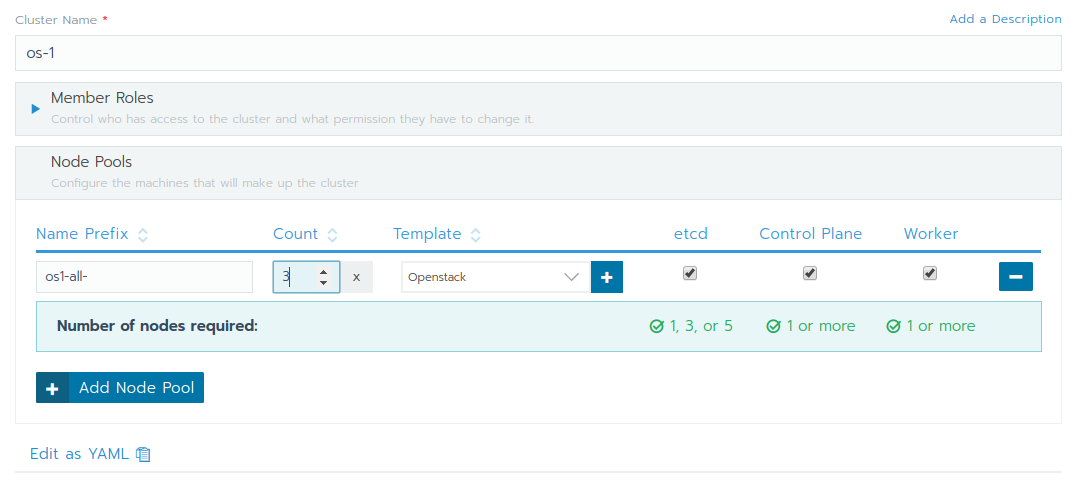 Cluster Name *
Add a Description
os-1
Member Roles
Control who has access to the cluster and what permission they have to change it.
Node Pools
Configure the machines that will make up the cluster
Name Prefix Count Template etcd Control Plane Worker
os1-all- 3 x Openstack
Number of nodes required: 1, 3, or 5 1 or more 1 or more
Add Node Pool
Edit as YAML